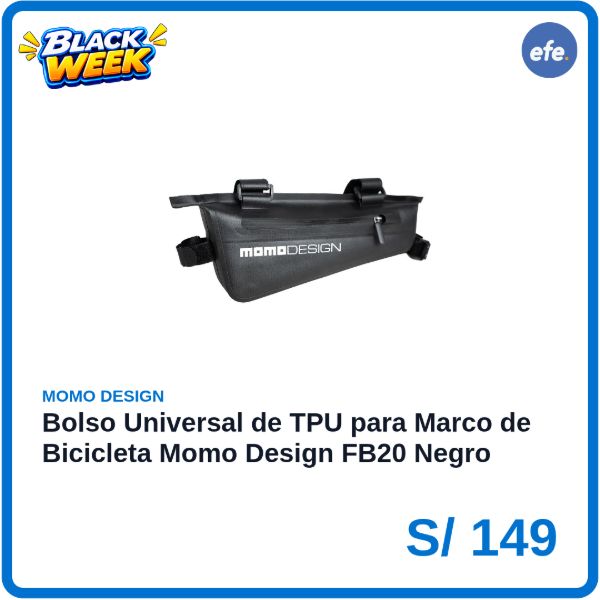 BLACK
WEEK
efe.
momoDESIGN
MOMO DESIGN
Bolso Universal de TPU para Marco de
Bicicleta Momo Design FB20 Negro
S/ 149